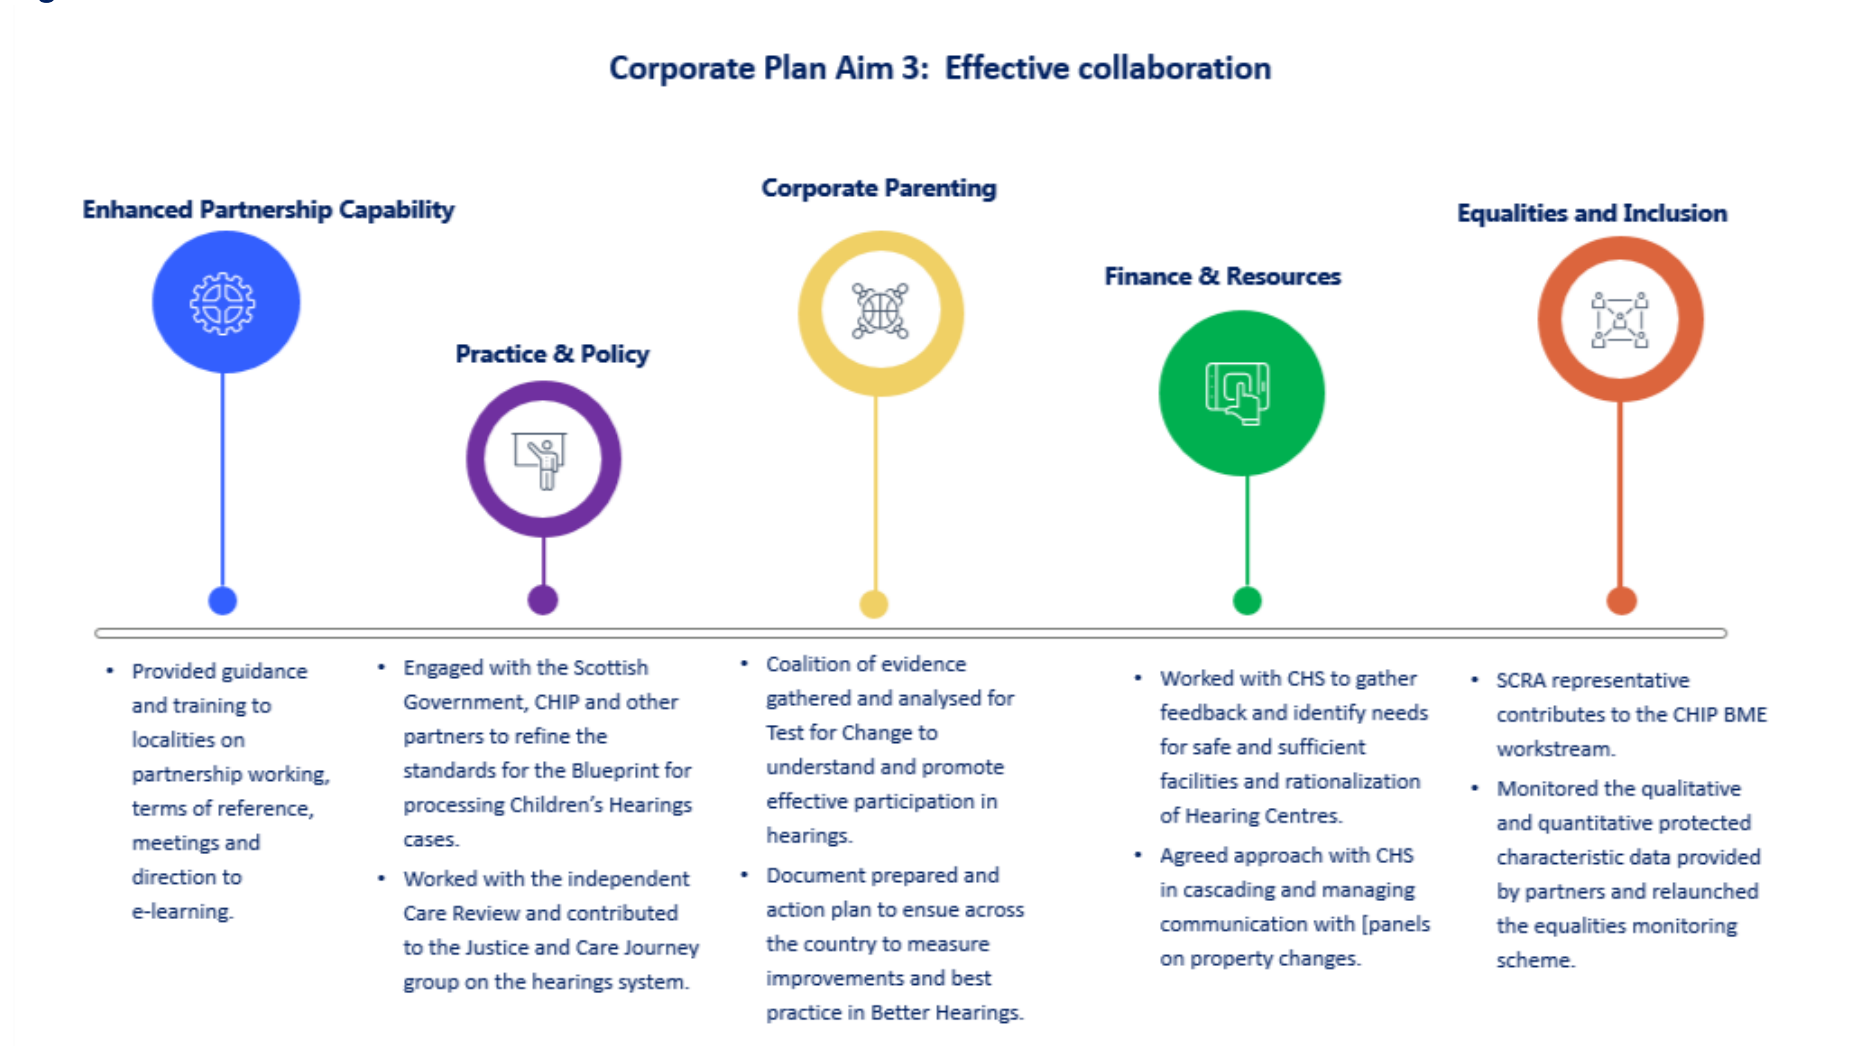 Corporate Plan Aim 3:  Effective collaboration
Enhanced Partnership Capability
Practice & Policy
Corporate Parenting
Finance & Resources
Equalities and Inclusion
• Provided guidance
and training to
localities on
partnership working,
terms of reference,
meetings and
direction to
e-learning.
• Engaged with the Scottish
Government, CHIP and other
partners to refine the
standards for the Blueprint for
processing Children's Hearings
cases.
• Worked with the independent
Care Review and contributed
to the Justice and Care Journey
group on the hearings system.
• Coalition of evidence
gathered and analysed for
Test for Change to
understand and promote
effective participation in
hearings.
• Document prepared and
action plan to ensue across
the country to measure
improvements and best
practice in Better Hearings.
• Worked with CHS to gather
feedback and identify needs
for safe and sufficient
facilities and rationalization
of Hearing Centres.
• Agreed approach with CHS
in cascading and managing
communication with [panels
on property changes.
• SCRA representative
contributes to the CHIP BME
workstream.
• Monitored the qualitative
and quantitative protected
characteristic data provided
by partners and relaunched
the equalities monitoring
scheme.